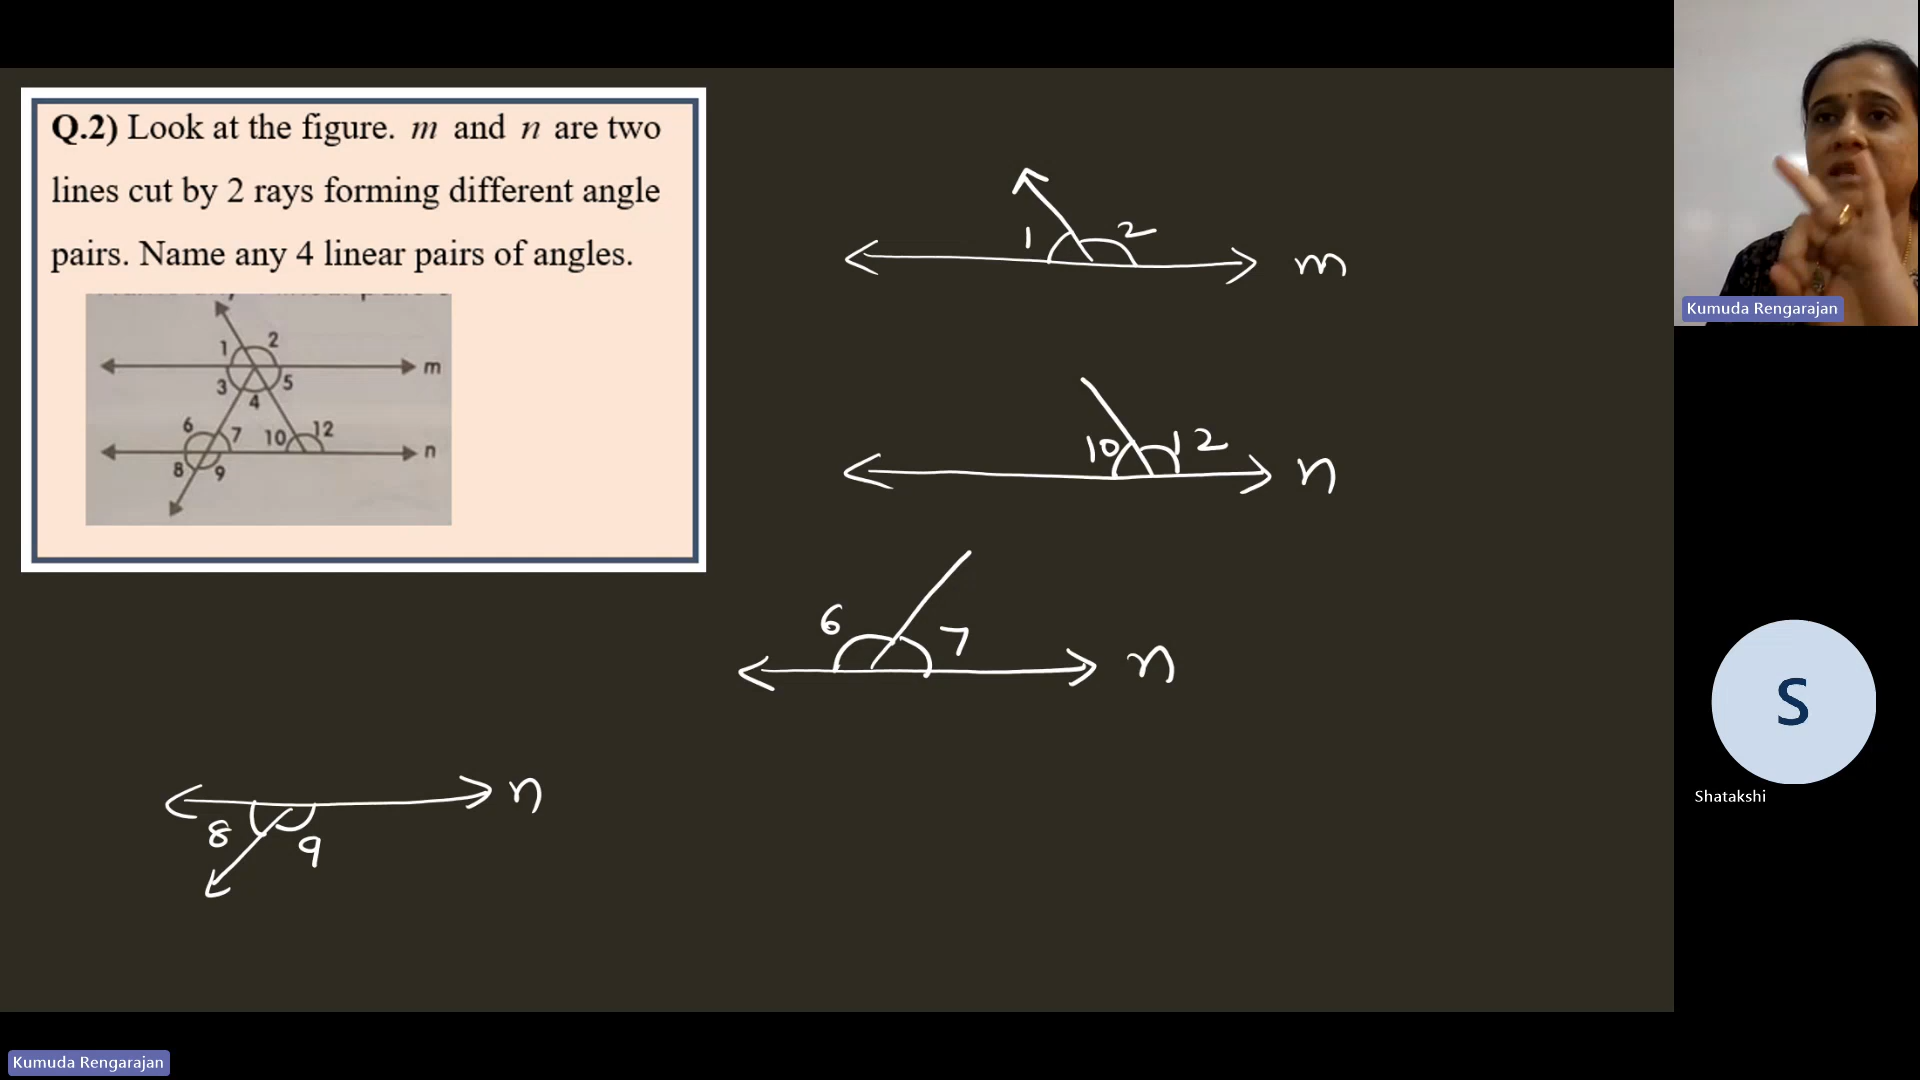 Q.2) Look at the figure. m and n are two
lines cut by 2 rays forming different angle
pairs. Name any 4 linear pairs of angles.
1 2
m
3 5
4
6 7 10 12
n
8 9
1 2
m
10 12
n
6 7
n
n
8 9
Kumuda Rengarajan
S
Shatakshi
Kumuda Rengarajan